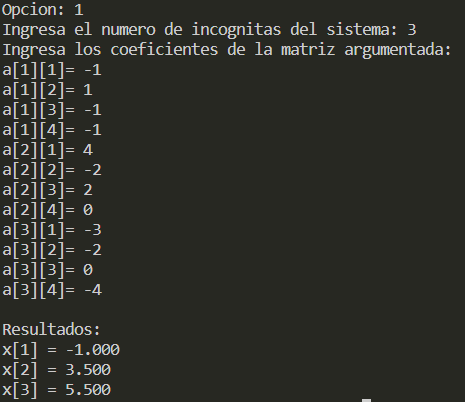 Opcion: 1
Ingresa el numero de incognitas del sistema: 3
Ingresa los coeficientes de la matriz argumentada:
a[1][1]= -1
a[1][2]= 1
a[1][3]= -1
a[1][4]= -1
a[2][1]= 4
a[2][2]= -2
a[2][3]= 2
a[2][4]= 0
a[3][1]= -3
a[3][2]= -2
a[3][3]= 0
a[3][4]= -4
Resultados:
x[1] = -1.000
x[2] = 3.500
x[3] = 5.500